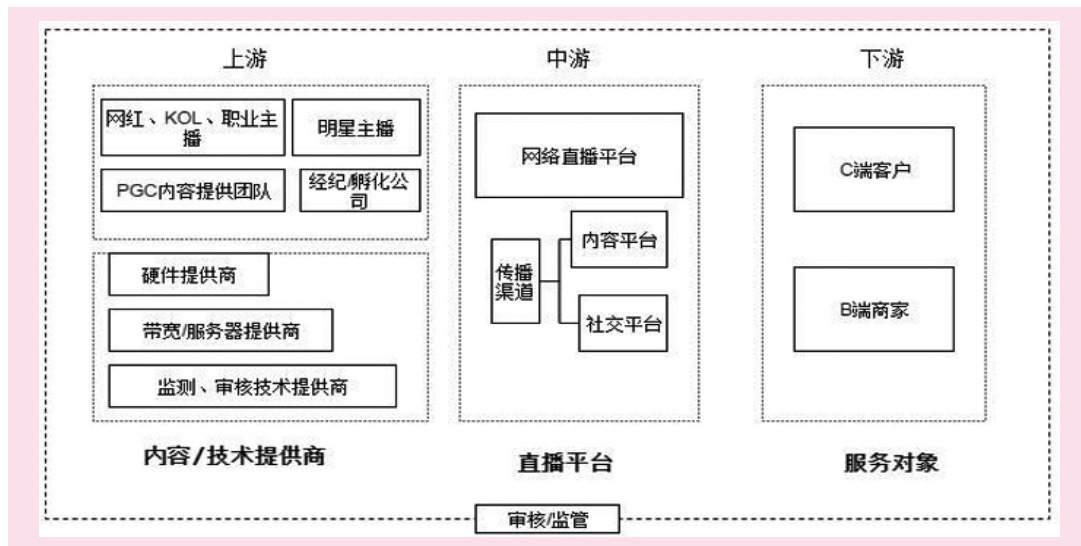 上游
中游
下游
网红、KOL、职业主
播
明星主播
PGC内容提供团队
经纪/孵化公
司
硬件提供商
带宽/服务器提供商
监测、审核技术提供商
内容/技术提供商
网络直播平台
传播
渠道
内容平台
社交平台
直播平台
C端客户
B端商家
服务对象
审核/监管